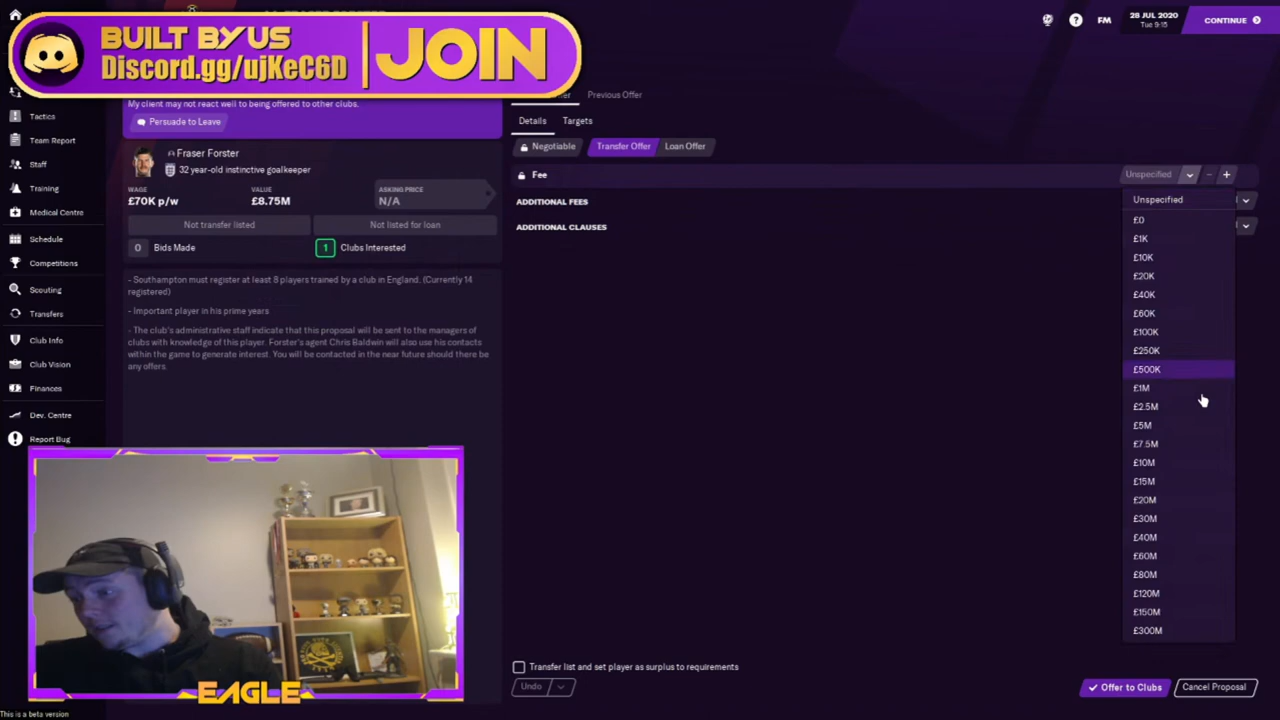 BUILT BY US
Discord.gg/ujKeC6D
JOIN
28 JUL 2020
Tue 9:15
FM
CONTINUE
My client may not react well to being offered to other clubs.
Persuade to Leave
Previous Offer
Details
Targets
Negotiable
Transfer Offer
Loan Offer
Fee
Unspecified
ADDITIONAL FEES
ADDITIONAL CLAUSES
Tactics
Team Report
Staff
Training
Medical Centre
Schedule
Competitions
Scouting
Transfers
Club Info
Club Vision
Finances
Dev. Centre
Report Bug
Fraser Forster
32 year-old instinctive goalkeeper
WAGE
£70K p/w
VALUE
£8.75M
ASKING PRICE
N/A
Not transfer listed
Not listed for loan
0 Bids Made
1 Clubs Interested
- Southampton must register at least 8 players trained by a club in England. (Currently 14
registered)
- Important player in his prime years
- The club's administrative staff indicate that this proposal will be sent to the managers of
clubs with knowledge of this player. Forster's agent Chris Baldwin will also use his contacts
within the game to generate interest. You will be contacted in the near future should there be
any offers.
Unspecified
£0
£1K
£10K
£20K
£40K
£60K
£100K
£250K
£500K
£1M
£2.5M
£5M
£7.5M
£10M
£15M
£20M
£30M
£40M
£60M
£80M
£120M
£150M
£300M
Transfer list and set player as surplus to requirements
Undo
Offer to Clubs
Cancel Proposal
EAGLE
This is a beta version